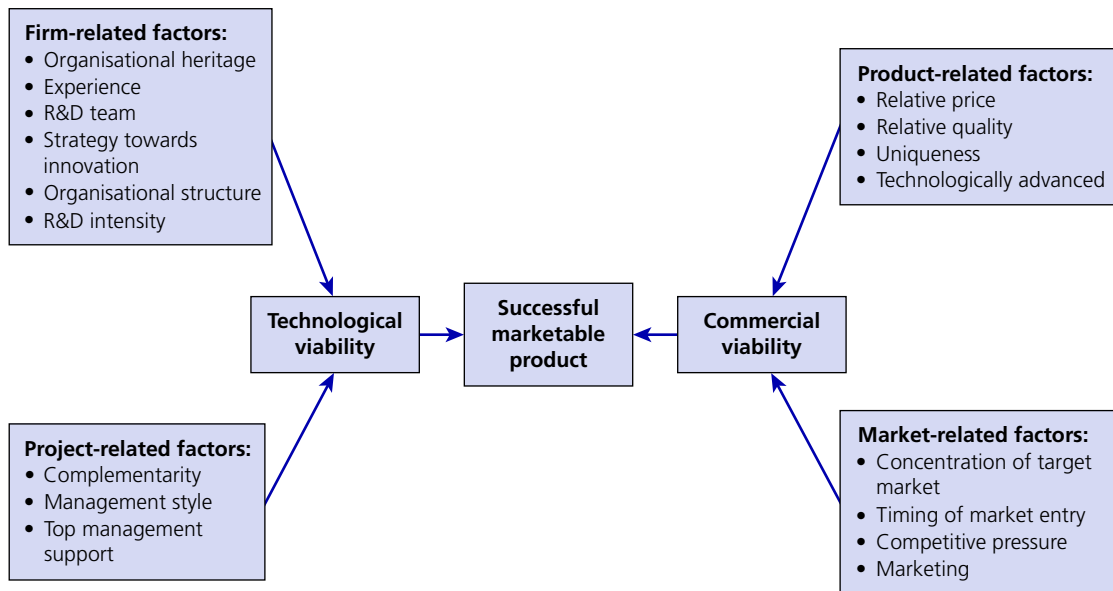 Firm-related factors:
• Organisational heritage
• Experience
• R&D team
• Strategy towards
innovation
• Organisational structure
• R&D intensity
Product-related factors:
• Relative price
• Relative quality
• Uniqueness
• Technologically advanced
Technological
viability
Successful
marketable
product
Commercial
viability
Project-related factors:
• Complementarity
• Management style
• Top management
support
Market-related factors:
• Concentration of target
market
• Timing of market entry
• Competitive pressure
• Marketing